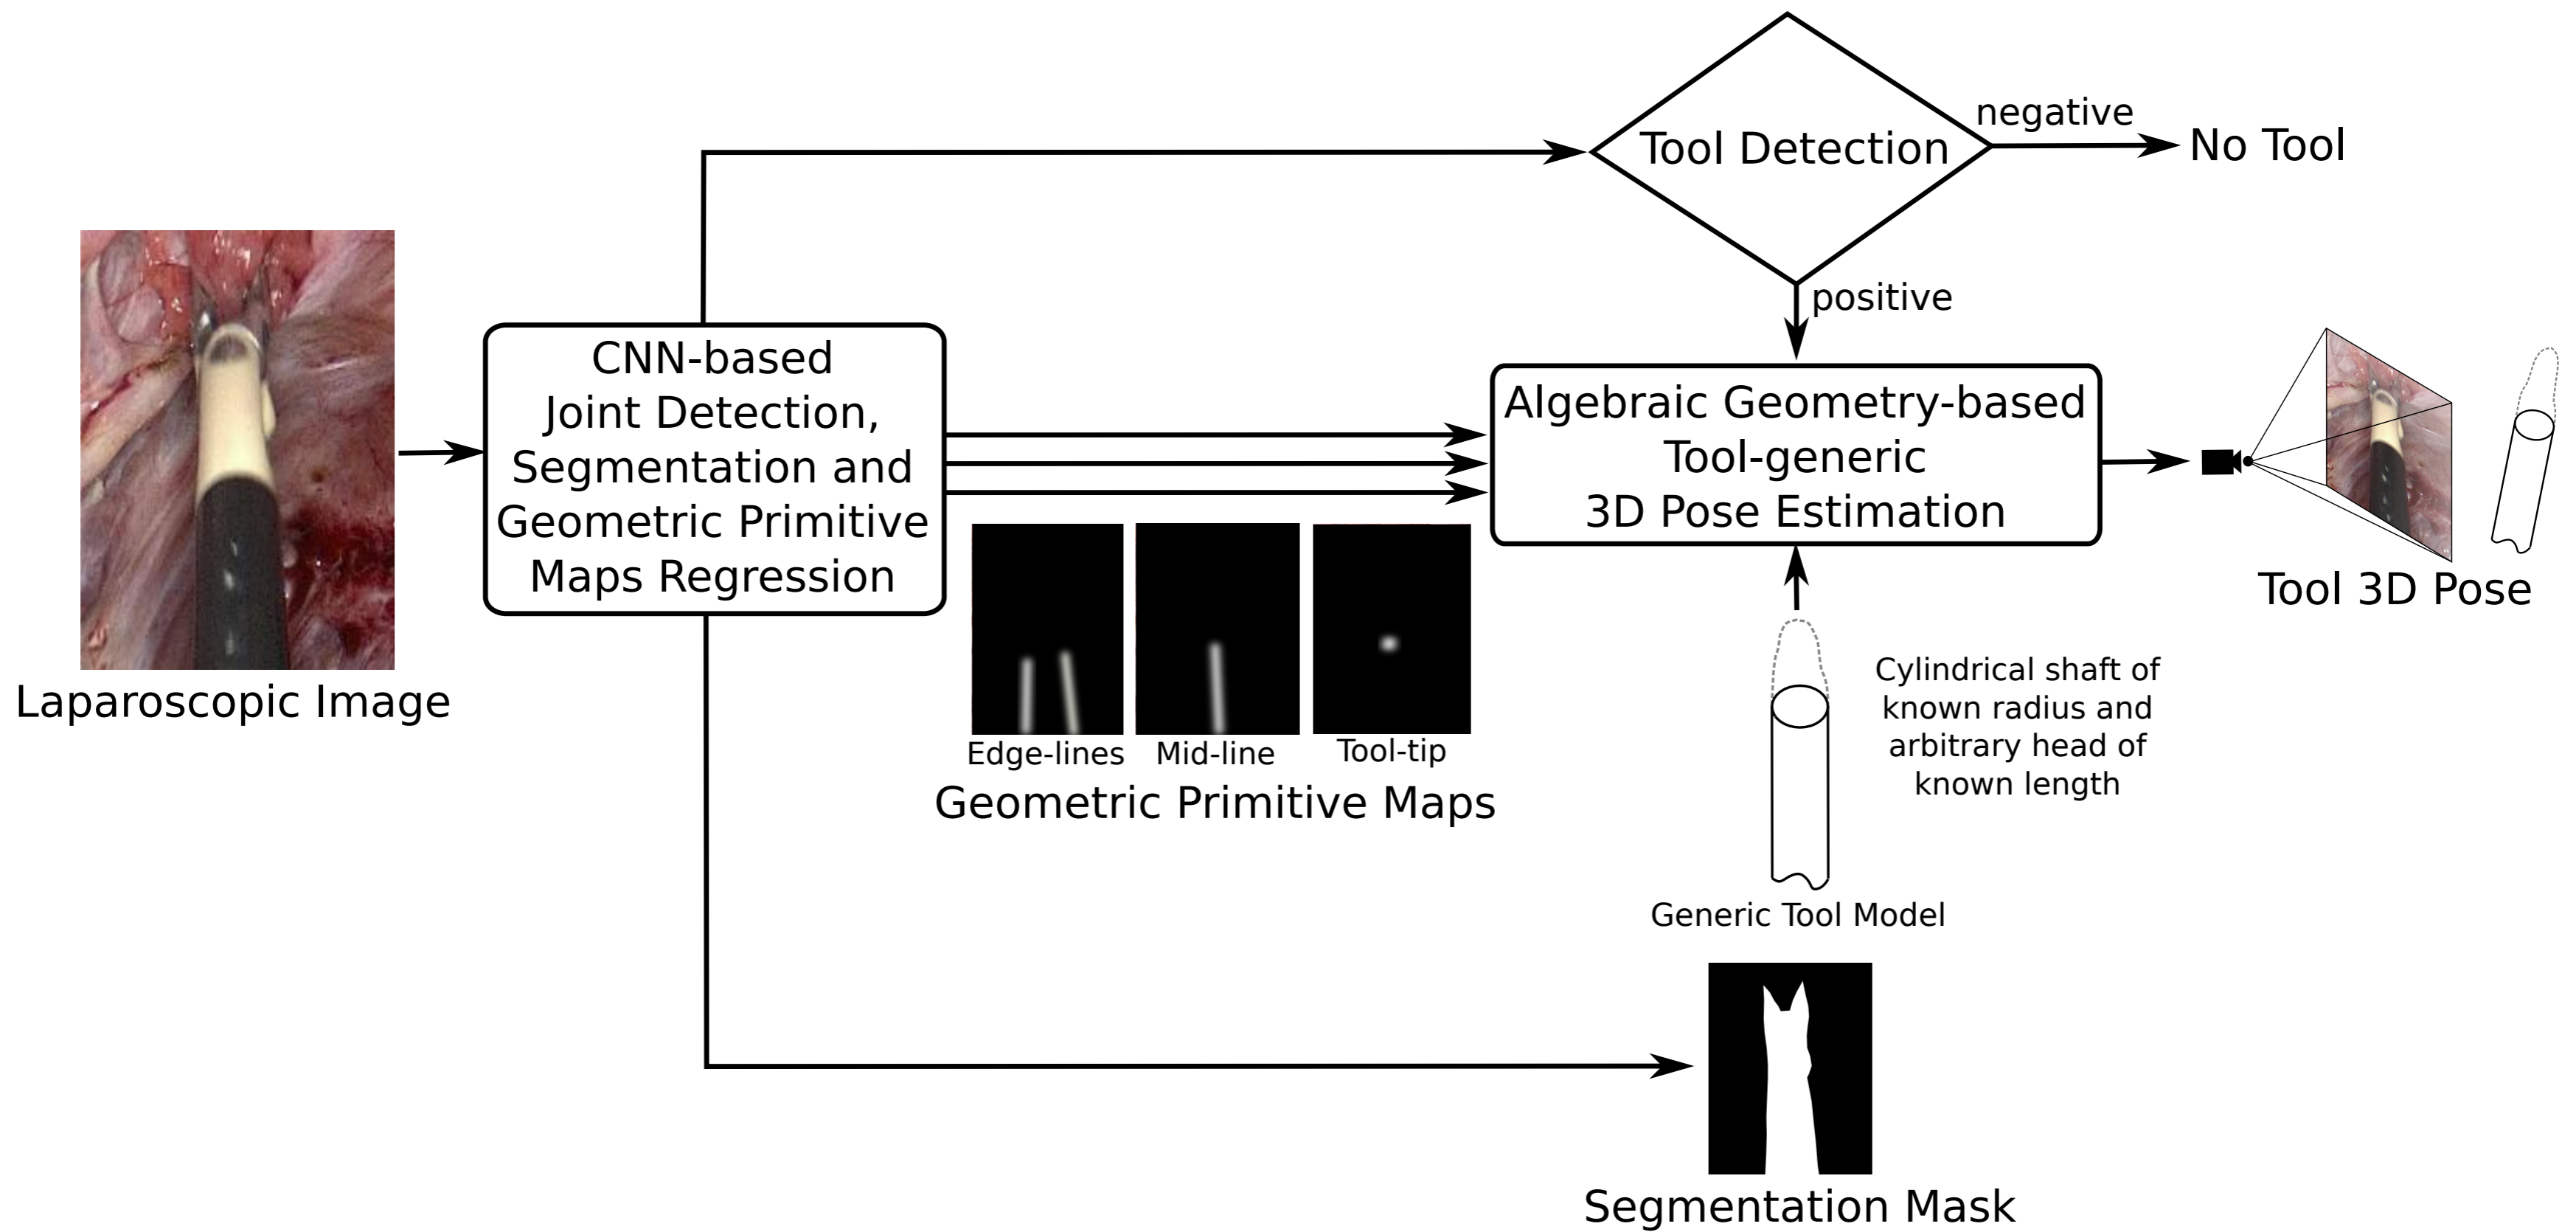 Tool Detection
negative
No Tool
positive
Laparoscopic Image
CNN-based
Joint Detection,
Segmentation and
Geometric Primitive
Maps Regression
Edge-lines
Mid-line
Tool-tip
Geometric Primitive Maps
Algebraic Geometry-based
Tool-generic
3D Pose Estimation
Tool 3D Pose
Cylindrical shaft of
known radius and
arbitrary head of
known length
Generic Tool Model
Segmentation Mask